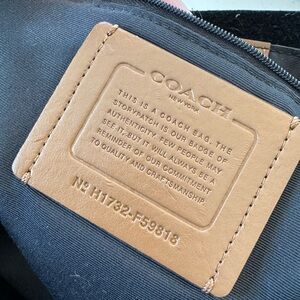 COACH
NEW YORK
THIS IS A COACH BAG. THE
STORYPATCH IS OUR BADGE OF
AUTHENTICITY. FEW PEOPLE MAY
SEE IT, BUT IT WILL ALWAYS BE A
REMINDER OF OUR COMMITMENT
TO QUALITY AND CRAFTSMANSHIP.
Nº H1732-F59818